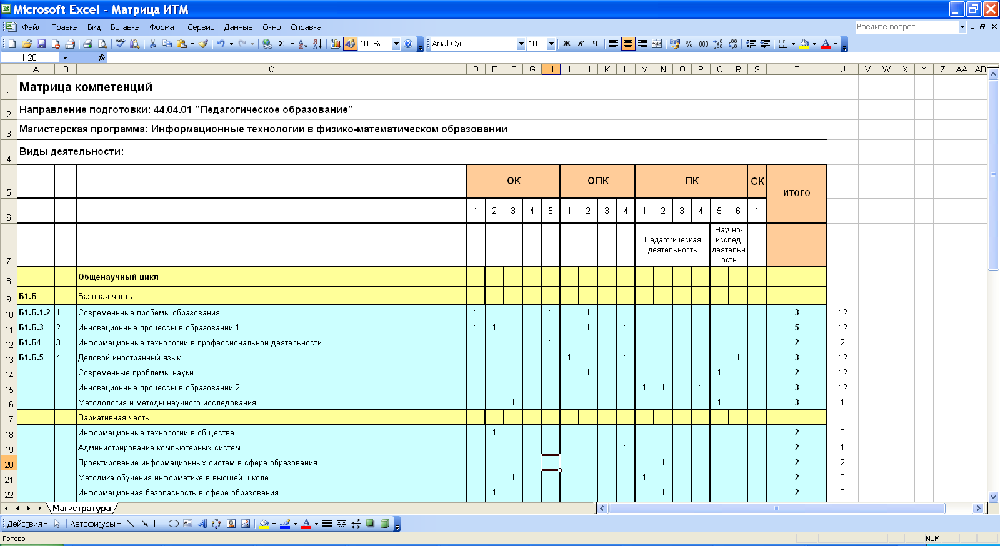 Microsoft Excel - Матрица ИТМ
Файл Правка Вид Вставка Формат Сервис Данные Окно Справка Введите вопрос
100% Arial Cyr 10 Ж К Ч % 000
H20 fx
A B C D E F G H I J K L M N O P Q R S T U V W X Y Z AA AB
1 Матрица компетенций
2 Направление подготовки: 44.04.01 "Педагогическое образование"
3 Магистерская программа: Информационные технологии в физико-математическом образовании
4 Виды деятельности:
5 ОК ОПК ПК СК ИТОГО
6 1 2 3 4 5 1 2 3 4 1 2 3 4 5 6 1
7 Педагогическая деятельность Научно-исслед. деятельность
8 Общенаучный цикл
9 Б1.Б Базовая часть
10 Б1.Б.1.2 1. Современнные пробемы образования 1 1 1 3 12
11 Б1.Б.3 2. Инновационные процессы в образовании 1 1 1 1 1 1 5 12
12 Б1.Б4 3. Информационные технологии в профессиональной деятельности 1 1 2 2
13 Б1.Б.5 4. Деловой иностранный язык 1 1 1 3 12
14 Современные проблемы науки 1 1 2 12
15 Инновационные процессы в образовании 2 1 1 1 3 12
16 Методология и методы научного исследования 1 1 1 3 1
17 Вариативная часть
18 Информационные технологии в обществе 1 1 2 3
19 Администрирование компьютерных систем 1 1 2 1
20 Проектирование информационных систем в сфере образования 1 1 2 2
21 Методика обучения информатике в высшей школе 1 1 2 3
22 Информационная безопасность в сфере образования 1 1 2 3
Магистратура
Действия Автофигуры
Готово NUM